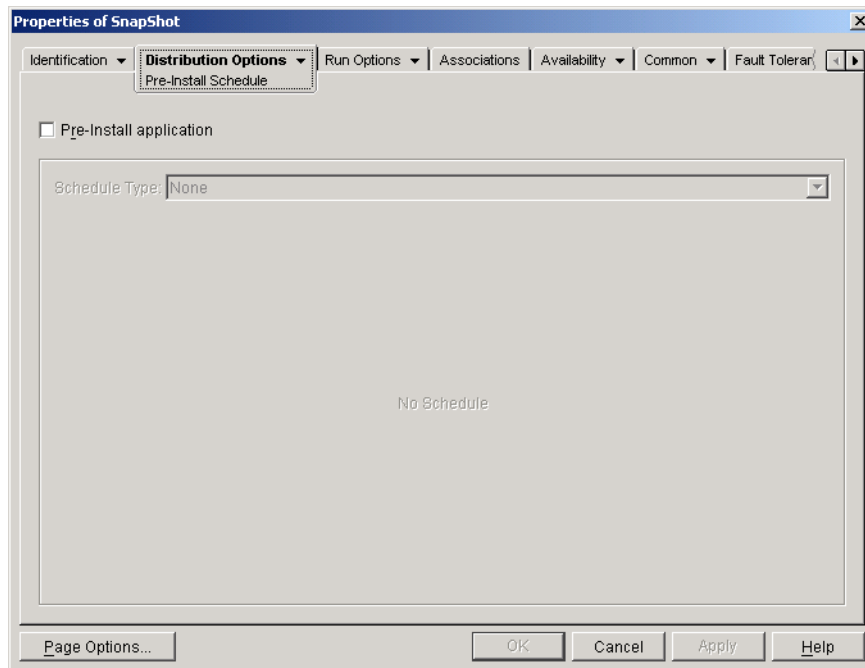 Properties of SnapShot
Identification
Distribution Options
Run Options
Associations
Availability
Common
Fault Toleran
Pre-Install Schedule
Pre-Install application
Schedule Type: None
No Schedule
Page Options...
OK
Cancel
Apply
Help